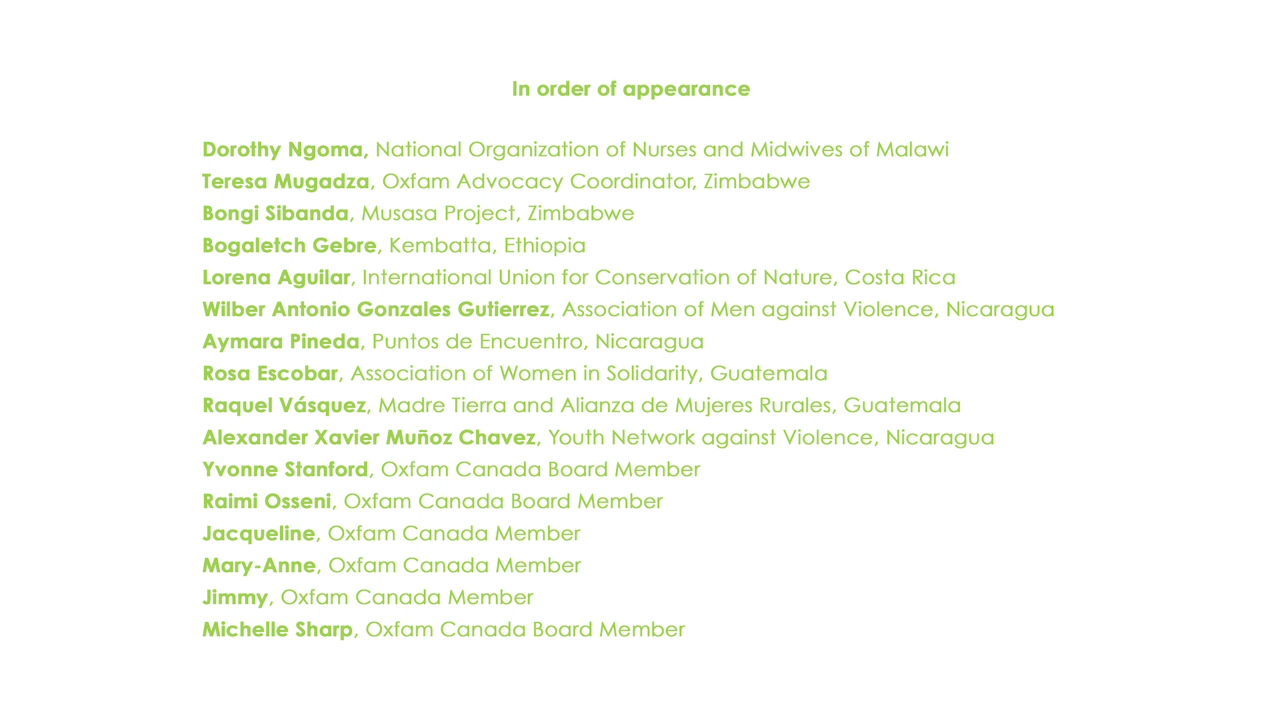 In order of appearance
Dorothy Ngoma, National Organization of Nurses and Midwives of Malawi
Teresa Mugadza, Oxfam Advocacy Coordinator, Zimbabwe
Bongi Sibanda, Musasa Project, Zimbabwe
Bogaletch Gebre, Kembatta, Ethiopia
Lorena Aguilar, International Union for Conservation of Nature, Costa Rica
Wilber Antonio Gonzales Gutierrez, Association of Men against Violence, Nicaragua
Aymara Pineda, Puntos de Encuentro, Nicaragua
Rosa Escobar, Association of Women in Solidarity, Guatemala
Raquel Vásquez, Madre Tierra and Alianza de Mujeres Rurales, Guatemala
Alexander Xavier Muñoz Chavez, Youth Network against Violence, Nicaragua
Yvonne Stanford, Oxfam Canada Board Member
Raimi Osseni, Oxfam Canada Board Member
Jacqueline, Oxfam Canada Member
Mary-Anne, Oxfam Canada Member
Jimmy, Oxfam Canada Member
Michelle Sharp, Oxfam Canada Board Member